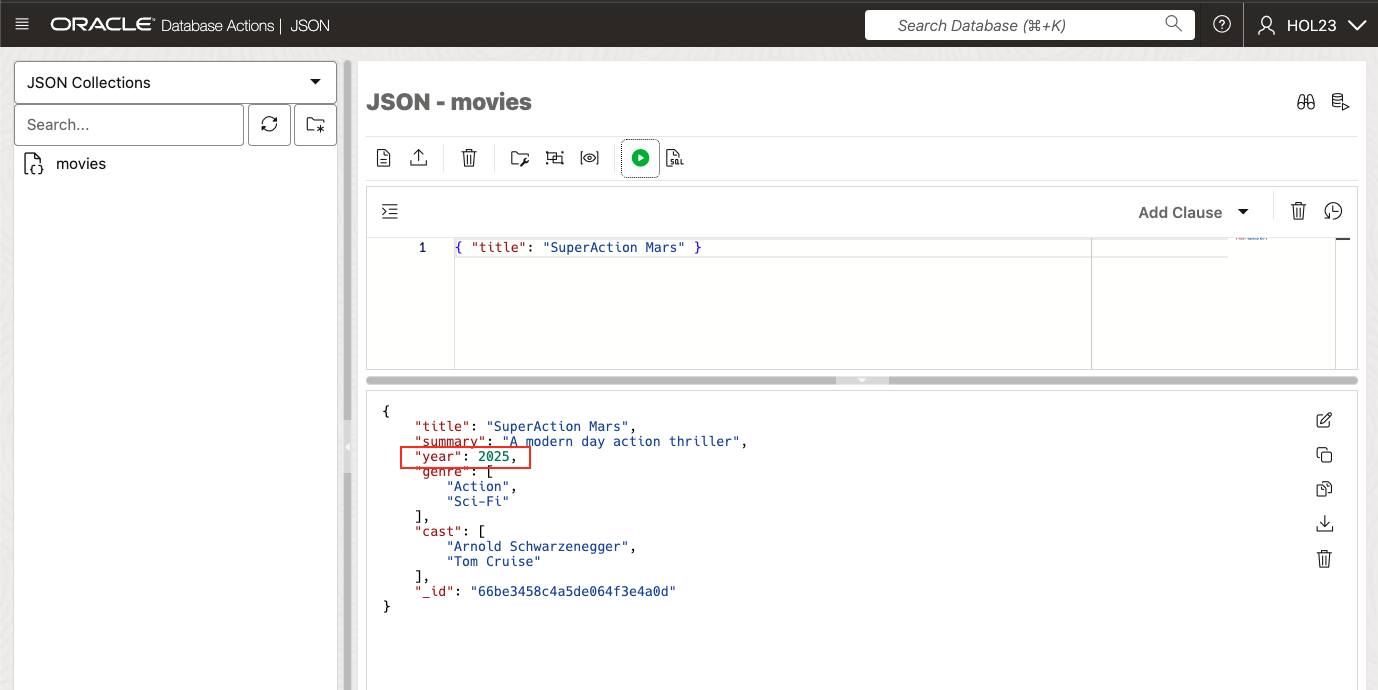 ORACLE Database Actions | JSON
Search Database (⌘+K)
HOL23
JSON Collections
Search...
movies
JSON - movies
SQL
Add Clause
1 { "title": "SuperAction Mars" }
{
"title": "SuperAction Mars",
"summary": "A modern day action thriller",
"year": 2025,
"genre": [
"Action",
"Sci-Fi"
],
"cast": [
"Arnold Schwarzenegger",
"Tom Cruise"
],
"_id": "66be3458c4a5de064f3e4a0d"
}